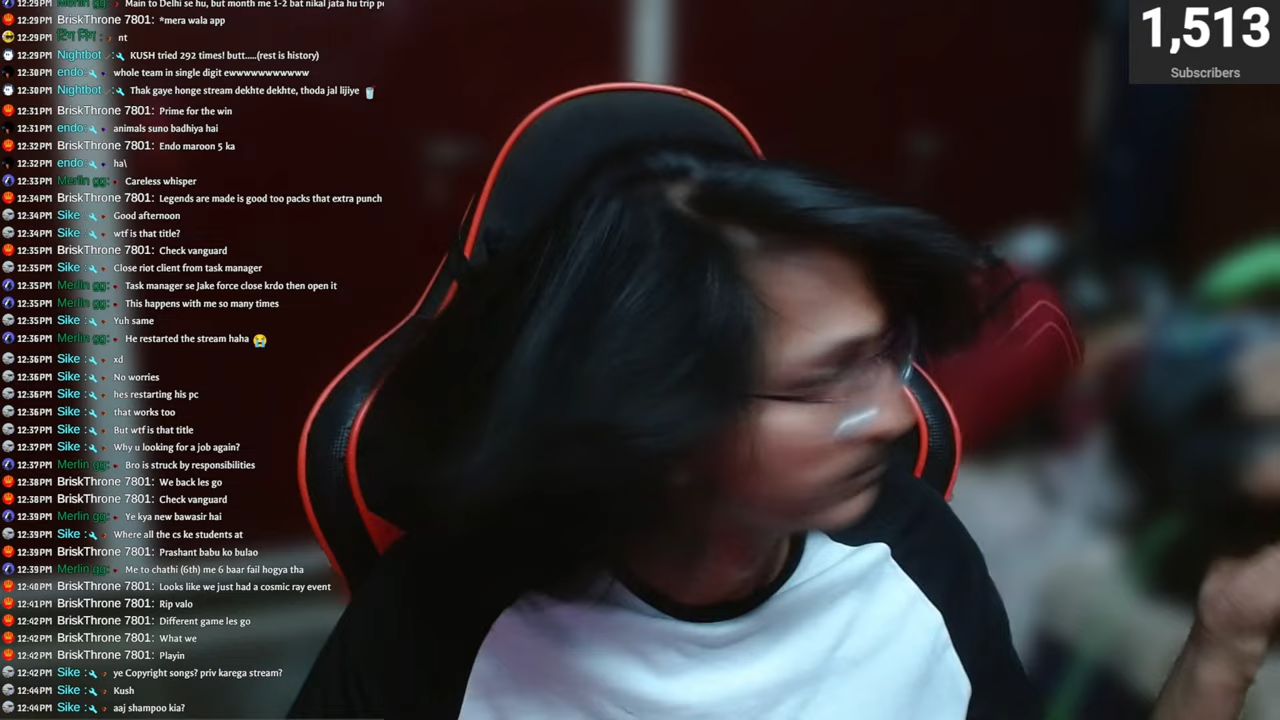 12:29PM Merlin gg: Main to Delhi se hu, but month me 1-2 bat nikal jata hu trip pe
12:29PM BriskThrone 7801: *mera wala app
12:29PM टिंग निंग : nt
12:29PM Nightbot : KUSH tried 292 times! butt.....(rest is history)
12:30PM endo. whole team in single digit ewwwwwwwwwww
12:30PM Nightbot : Thak gaye honge stream dekhte dekhte, thoda jal lijiye
12:31PM BriskThrone 7801: Prime for the win
12:31PM endo. animals suno badhiya hai
12:32PM BriskThrone 7801: Endo maroon 5 ka
12:32PM endo. ha\
12:33PM Merlin gg: Careless whisper
12:34PM BriskThrone 7801: Legends are made is good too packs that extra punch
12:34PM Sike : Good afternoon
12:34PM Sike : wtf is that title?
12:35PM BriskThrone 7801: Check vanguard
12:35PM Sike : Close riot client from task manager
12:35PM Merlin gg: Task manager se Jake force close krdo then open it
12:35PM Merlin gg: This happens with me so many times
12:35PM Sike : Yuh same
12:36PM Merlin gg: He restarted the stream haha
12:36PM Sike : xd
12:36PM Sike : No worries
12:36PM Sike : hes restarting his pc
12:36PM Sike : that works too
12:37PM Sike : But wtf is that title
12:37PM Sike : Why u looking for a job again?
12:37PM Merlin gg: Bro is struck by responsibilities
12:38PM BriskThrone 7801: We back les go
12:38PM BriskThrone 7801: Check vanguard
12:39PM Merlin gg: Ye kya new bawasir hai
12:39PM Sike : Where all the cs ke students at
12:39PM BriskThrone 7801: Prashant babu ko bulao
12:39PM Merlin gg: Me to chathi (6th) me 6 baar fail hogya tha
12:40PM BriskThrone 7801: Looks like we just had a cosmic ray event
12:41PM BriskThrone 7801: Rip valo
12:42PM BriskThrone 7801: Different game les go
12:42PM BriskThrone 7801: What we
12:42PM BriskThrone 7801: Playin
12:42PM Sike : ye Copyright songs? priv karega stream?
12:44PM Sike : Kush
12:44PM Sike : aaj shampoo kia?
1,513
Subscribers